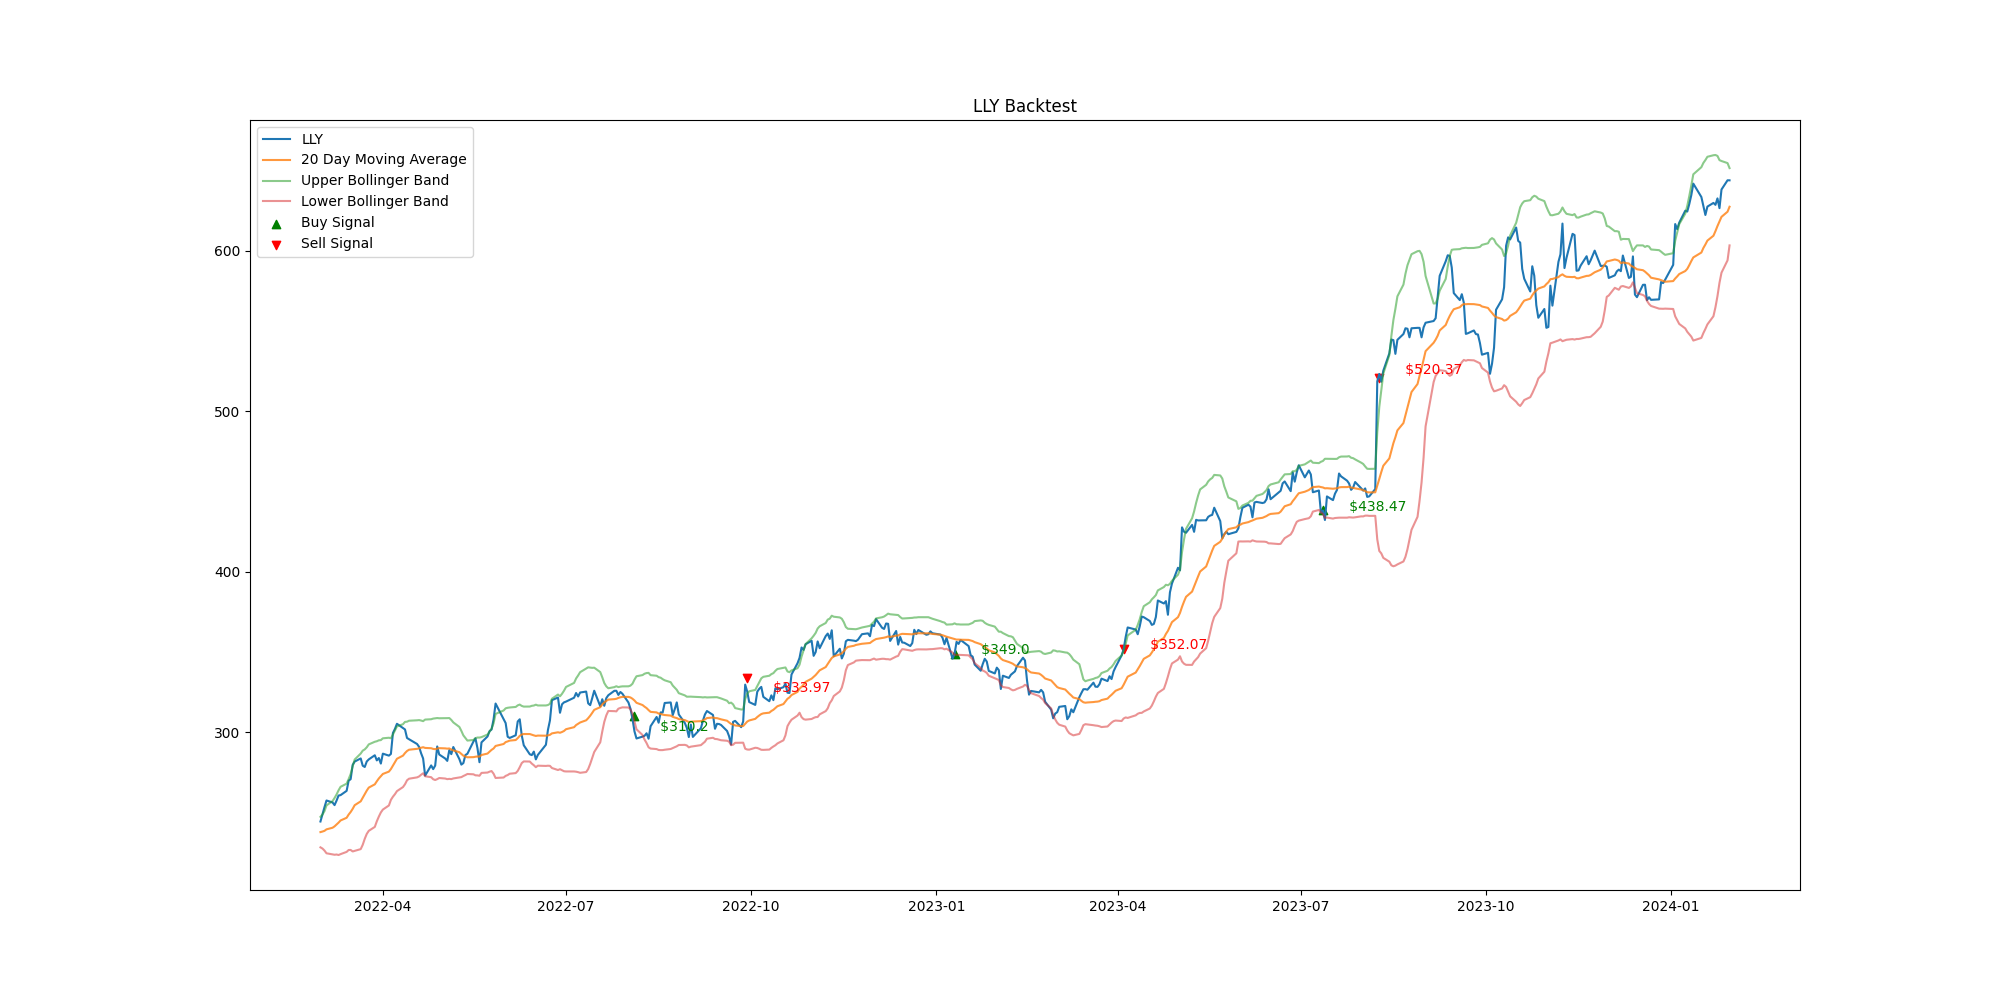 LLY Backtest
LLY
20 Day Moving Average
Upper Bollinger Band
Lower Bollinger Band
Buy Signal
Sell Signal
600
500
400
300
$520.37
$438.47
$349.0
$352.07
$333.97
$310.2
2022-04
2022-07
2022-10
2023-01
2023-04
2023-07
2023-10
2024-01